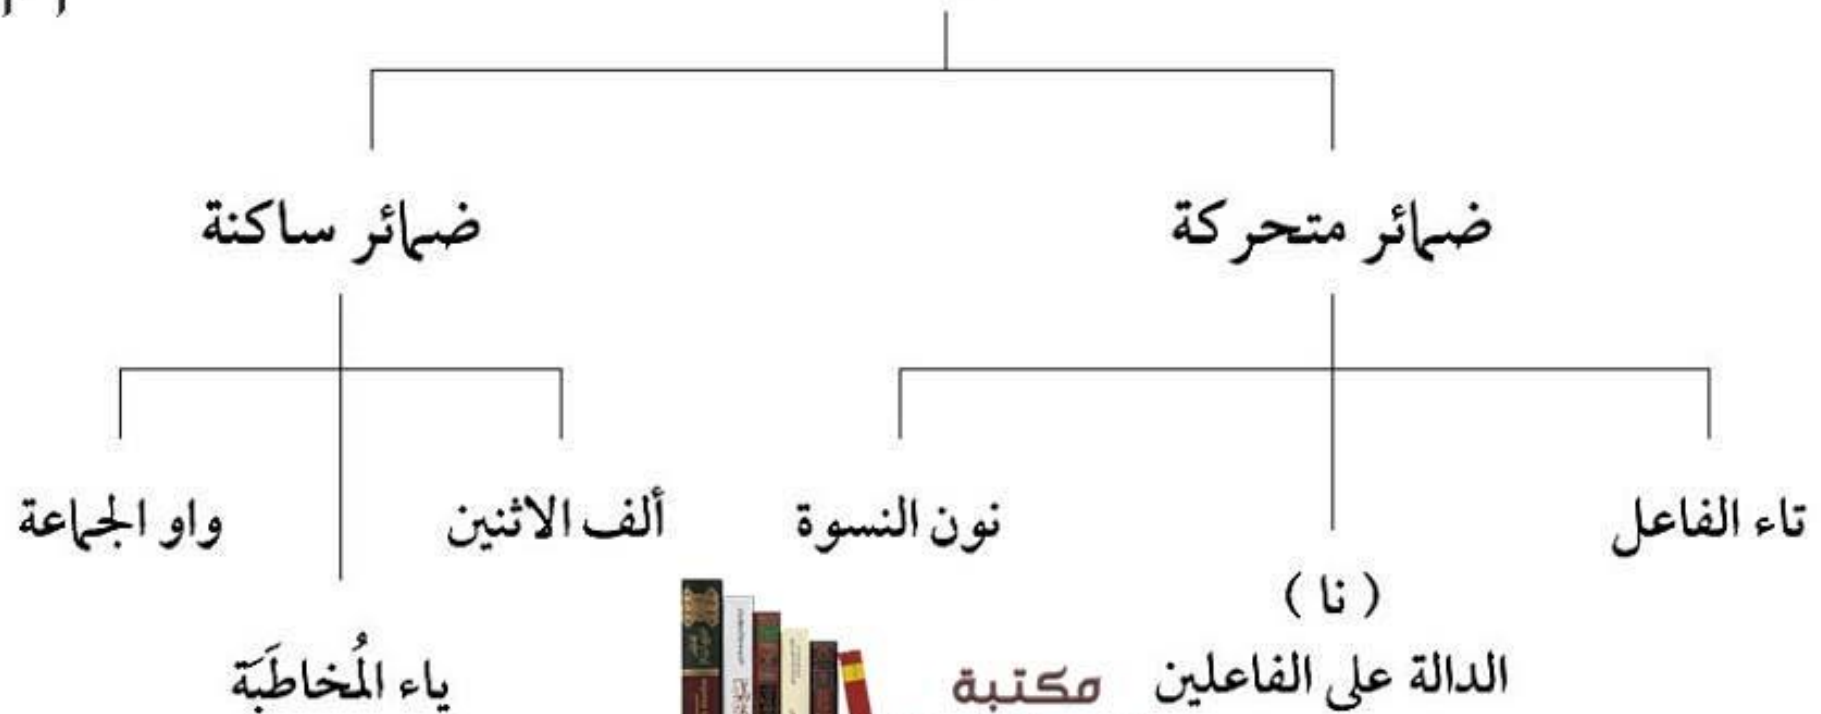 ضمائر متحركة
ضمائر ساكنة
تاء الفاعل
( نا )
الدالة على الفاعلين
نون النسوة
ألف الاثنين
ياء المُخاطَبَة
واو الجماعة
مكتبة